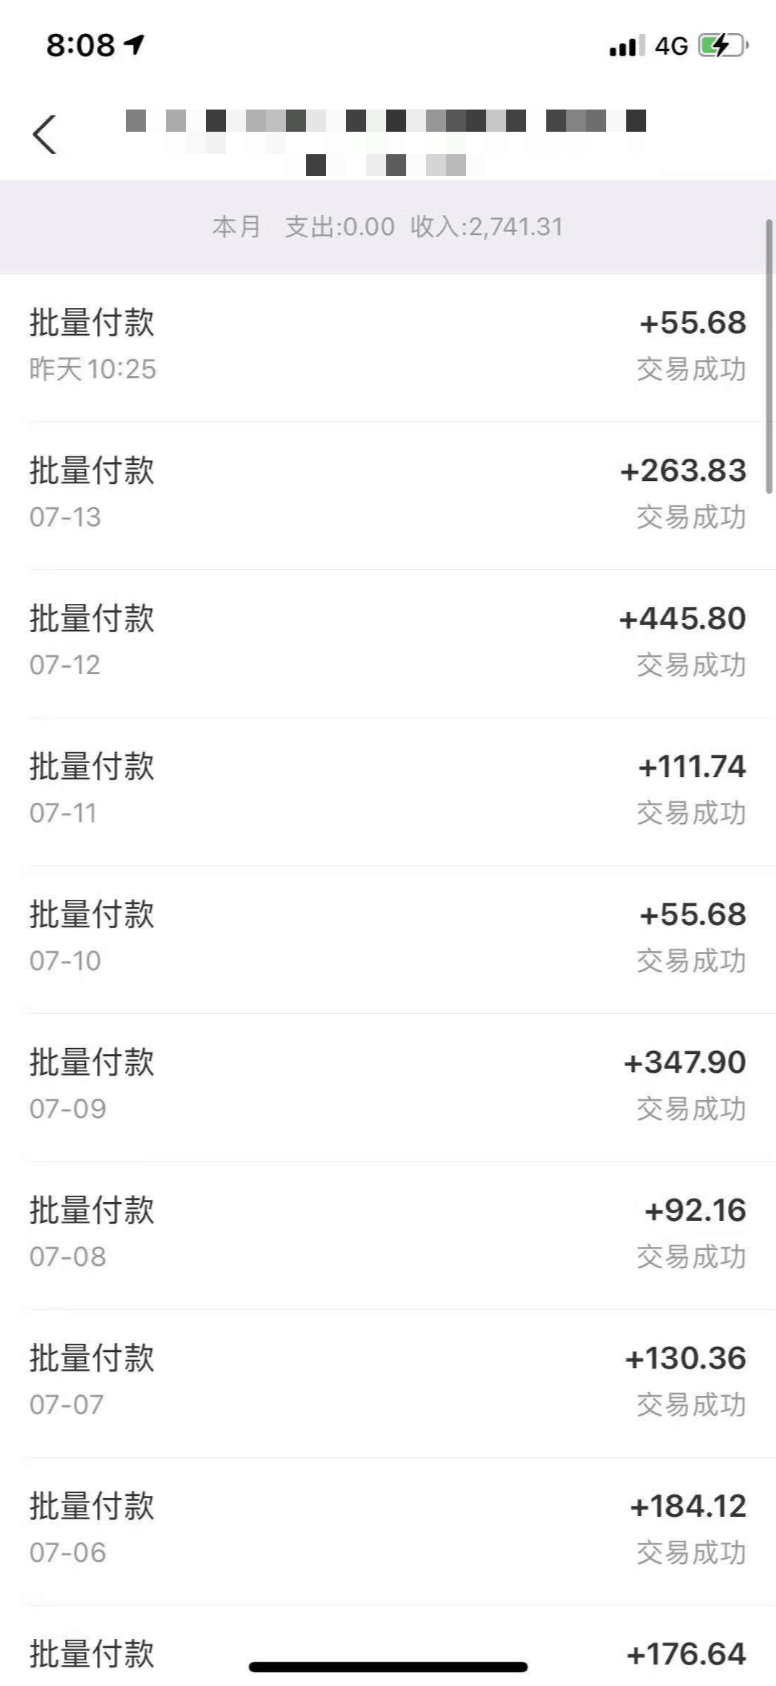 8:08 4G
本月 支出:0.00 收入:2,741.31
批量付款 +55.68
昨天 10:25 交易成功
批量付款 +263.83
07-13 交易成功
批量付款 +445.80
07-12 交易成功
批量付款 +111.74
07-11 交易成功
批量付款 +55.68
07-10 交易成功
批量付款 +347.90
07-09 交易成功
批量付款 +92.16
07-08 交易成功
批量付款 +130.36
07-07 交易成功
批量付款 +184.12
07-06 交易成功
批量付款 +176.64